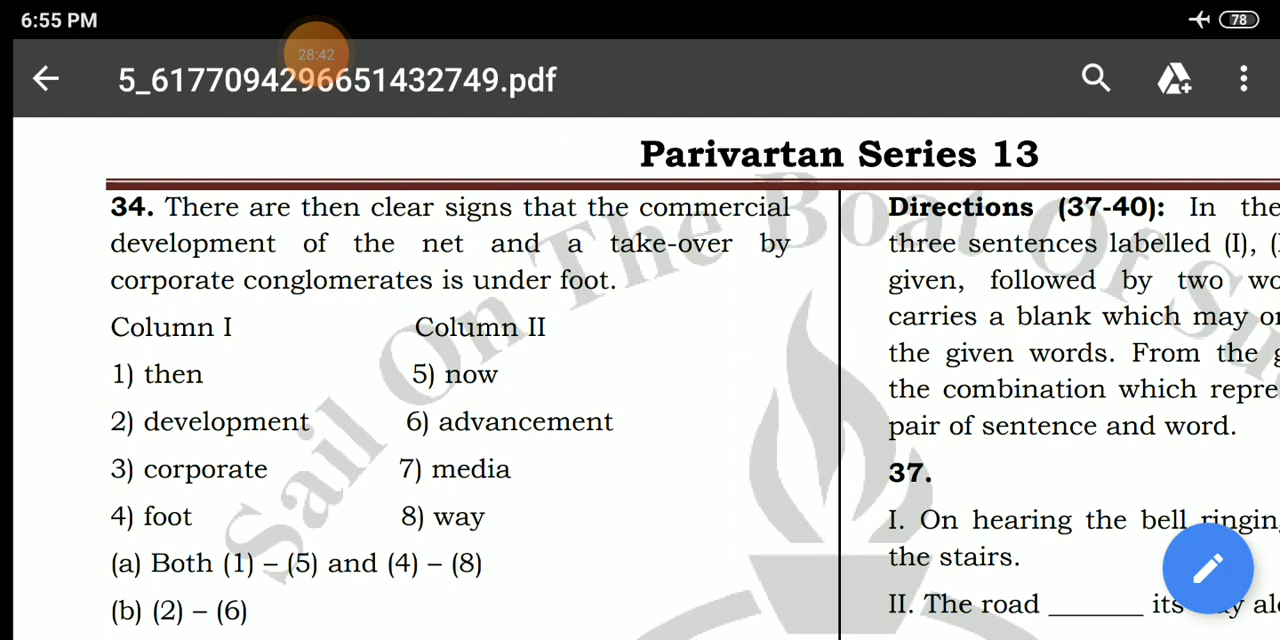 6:55 PM
78
28:42
5_6177094296651432749.pdf
Parivartan Series 13
34. There are then clear signs that the commercial
development of the net and a take-over by
corporate conglomerates is under foot.
Column I Column II
1) then 5) now
2) development 6) advancement
3) corporate 7) media
4) foot 8) way
(a) Both (1) – (5) and (4) – (8)
(b) (2) – (6)
Directions (37-40): In the
three sentences labelled (I), (
given, followed by two
carries a blank which may
the given words. From the
the combination which
pair of sentence and word.
37.
I. On hearing the bell
the stairs.
II. The road _______ its
Sail On The Boat Of